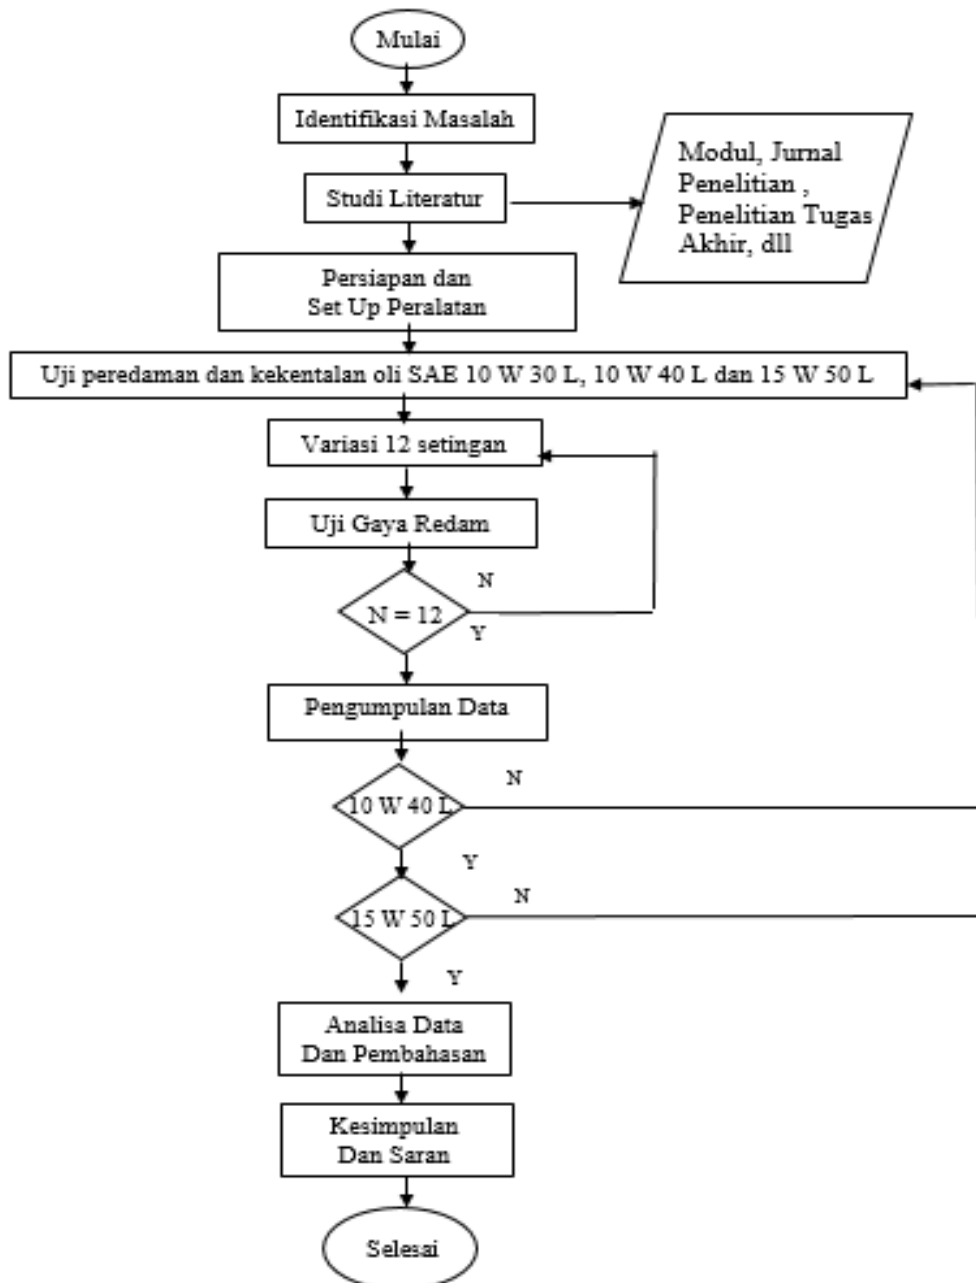 Mulai
Identifikasi Masalah
Studi Literatur
Modul, Jurnal
Penelitian ,
Penelitian Tugas
Akhir, dll
Persiapan dan
Set Up Peralatan
Uji peredaman dan kekentalan oli SAE 10 W 30 L, 10 W 40 L dan 15 W 50 L
Variasi 12 setingan
Uji Gaya Redam
N
N = 12
Y
Pengumpulan Data
N
10 W 40 L
Y
N
15 W 50 L
Y
Analisa Data
Dan Pembahasan
Kesimpulan
Dan Saran
Selesai